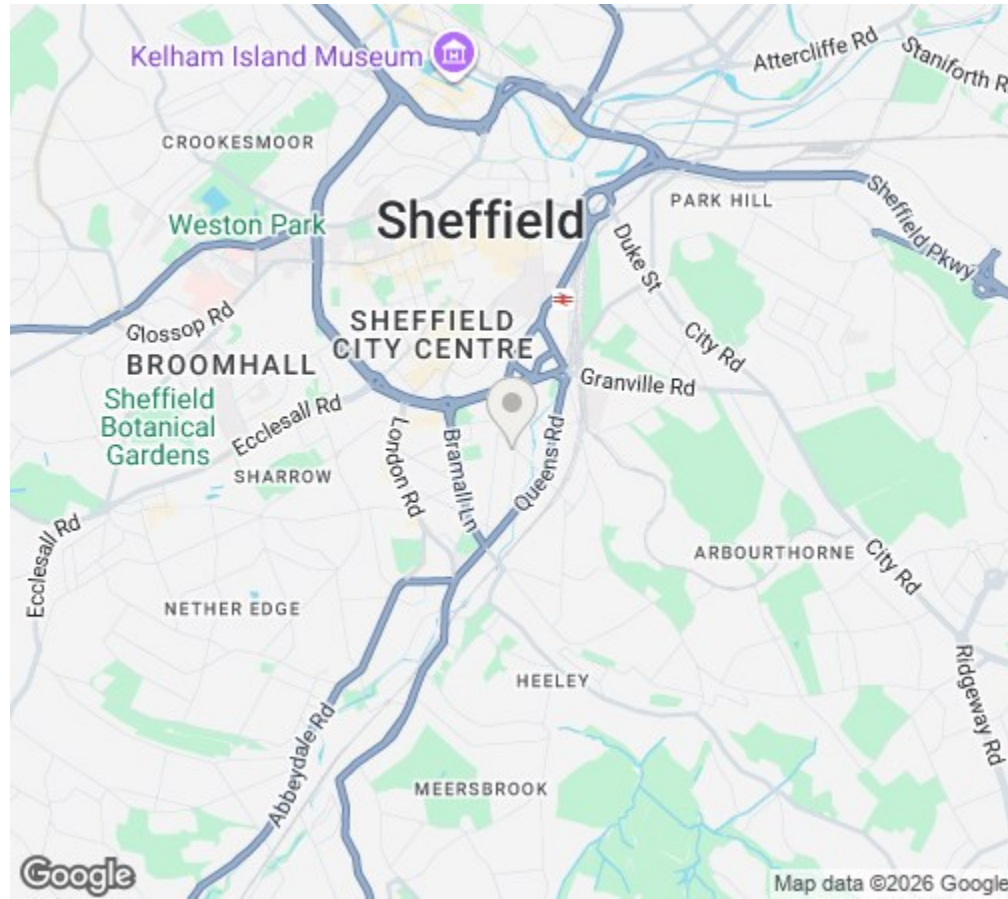 Kelham Island Museum
Attercliffe Rd
Staniforth R
CROOKESMOOR
PARK HILL
Sheffield Pkwy
Weston Park
Sheffield
Duke St
Glossop Rd
SHEFFIELD
CITY CENTRE
City Rd
BROOMHALL
Granville Rd
Sheffield
Botanical
Gardens
Ecclesall Rd
London Rd
Bramall Ln
Queens Rd
SHARROW
Ecclesall Rd
ARBOURTHORNE
City Rd
NETHER EDGE
HEELEY
Ridgeway Rd
Abbeydale Rd
MEERSBROOK
Google
Map data ©2026 Google